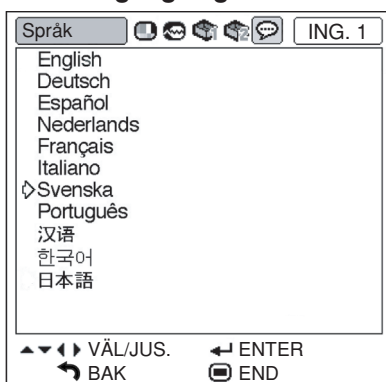 Språk ING. 1
English
Deutsch
Español
Nederlands
Français
Italiano
Svenska
Português
汉语
한국어
日本語
VÄL/JUS. ENTER
BAK END